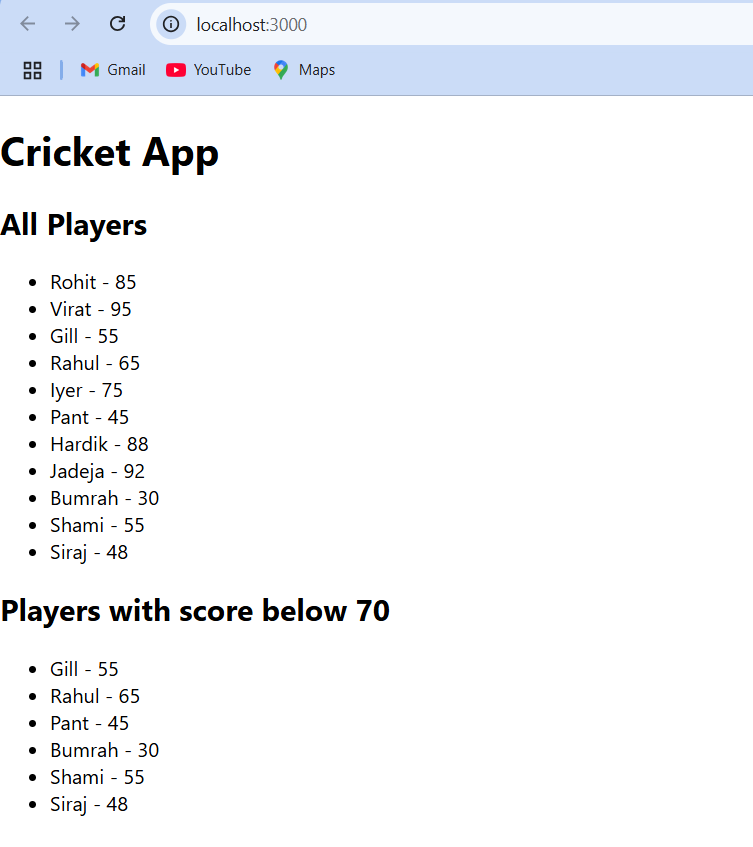 localhost:3000
Gmail YouTube Maps
Cricket App
All Players
Rohit - 85
Virat - 95
Gill - 55
Rahul - 65
Iyer - 75
Pant - 45
Hardik - 88
Jadeja - 92
Bumrah - 30
Shami - 55
Siraj - 48
Players with score below 70
Gill - 55
Rahul - 65
Pant - 45
Bumrah - 30
Shami - 55
Siraj - 48